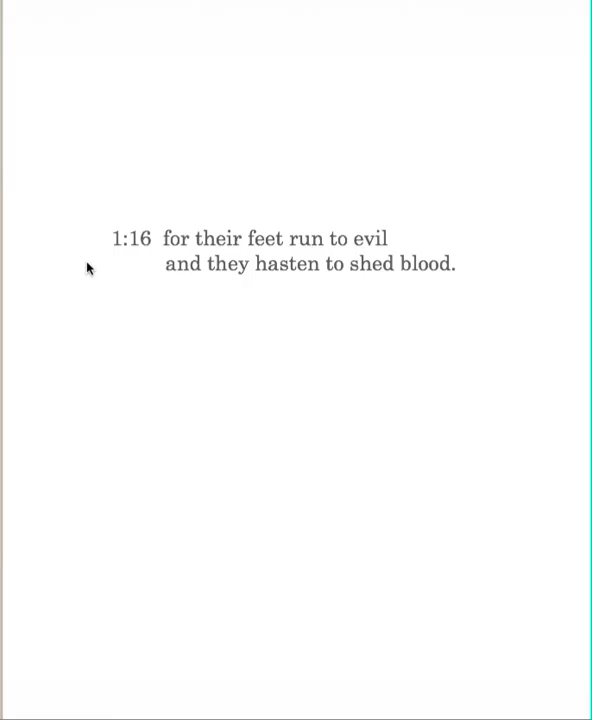 1:16 for their feet run to evil
and they hasten to shed blood.